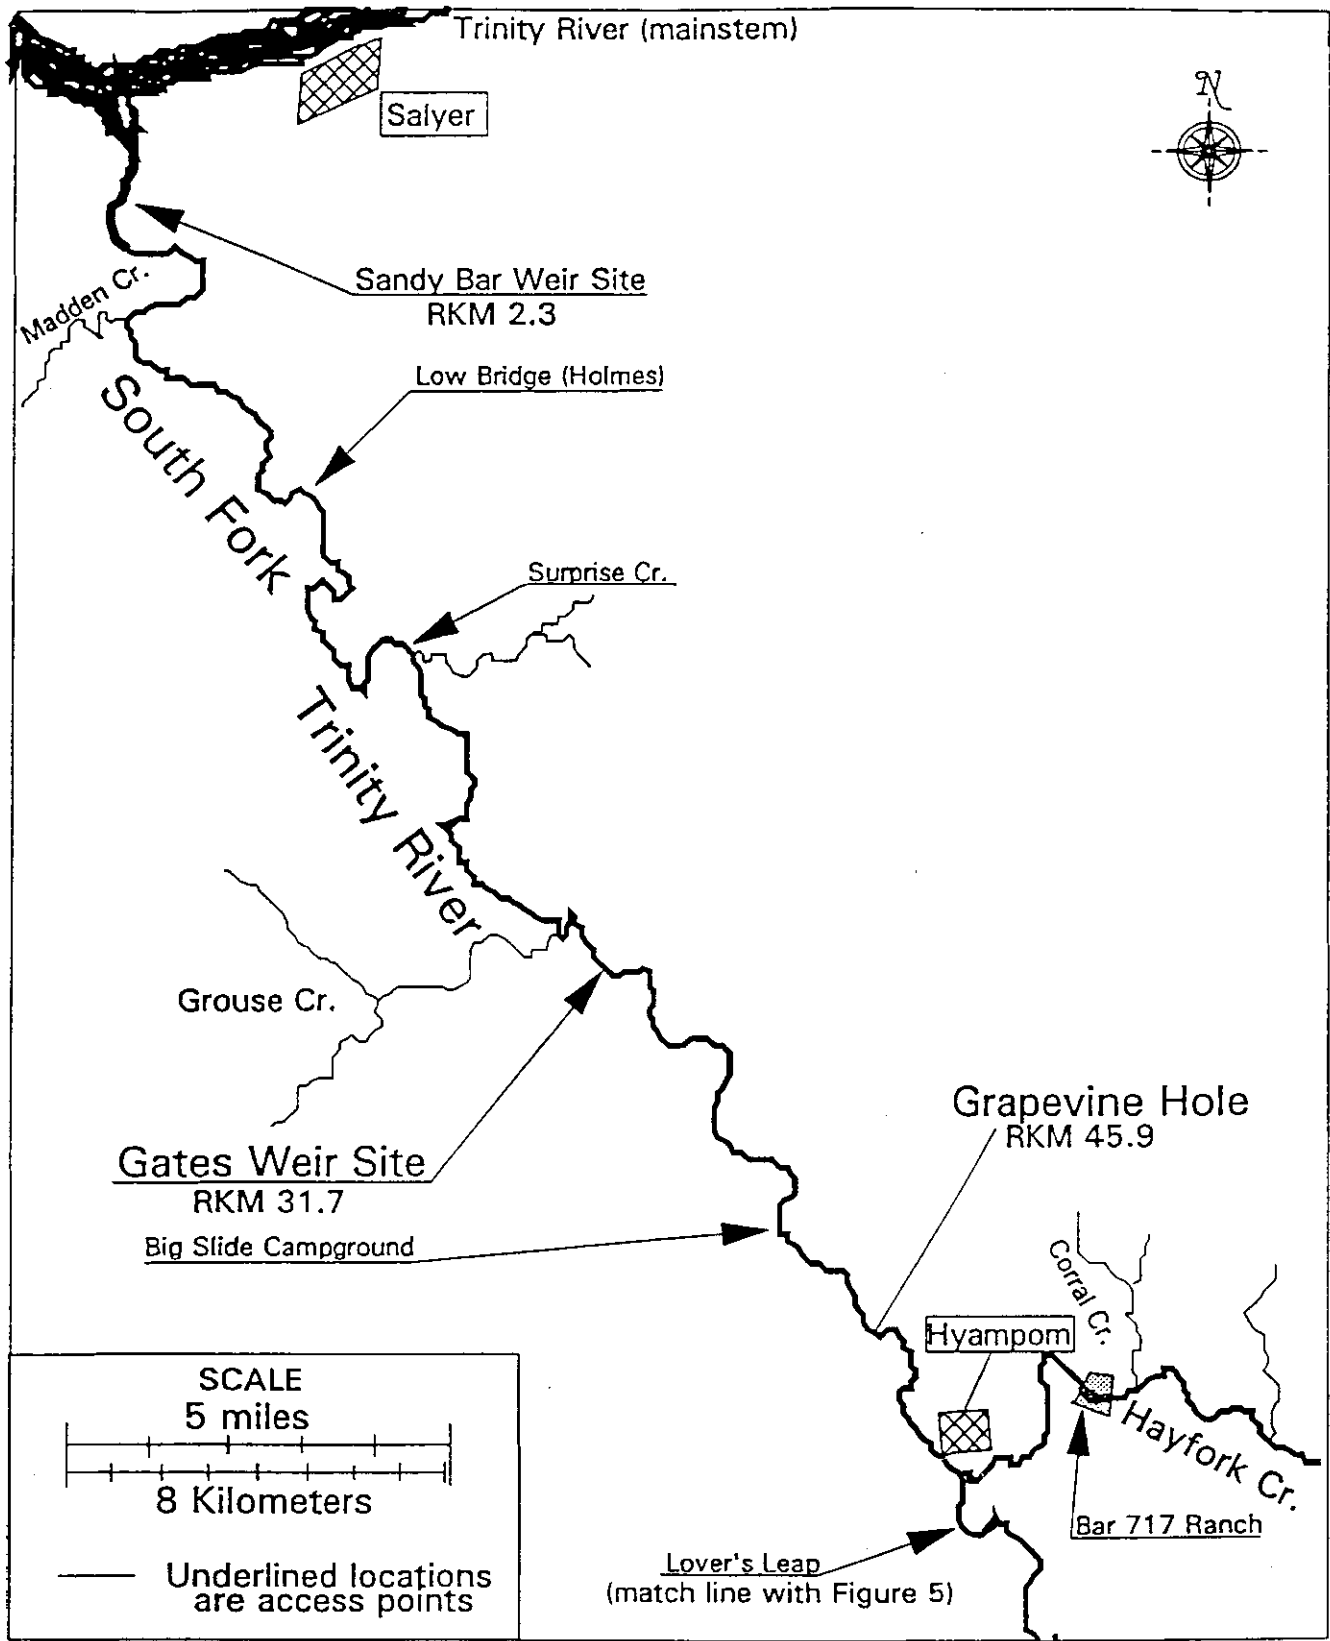 Trinity River (mainstem)
N
Salyer
Sandy Bar Weir Site
RKM 2.3
Madden Cr.
Low Bridge (Holmes)
South Fork
Surprise Cr.
Trinity River
Grouse Cr.
Grapevine Hole
RKM 45.9
Gates Weir Site
RKM 31.7
Big Slide Campground
Corral Cr.
Hyampom
SCALE
5 miles
8 Kilometers
Hayfork Cr.
Bar 717 Ranch
Lover's Leap
(match line with Figure 5)
Underlined locations
are access points